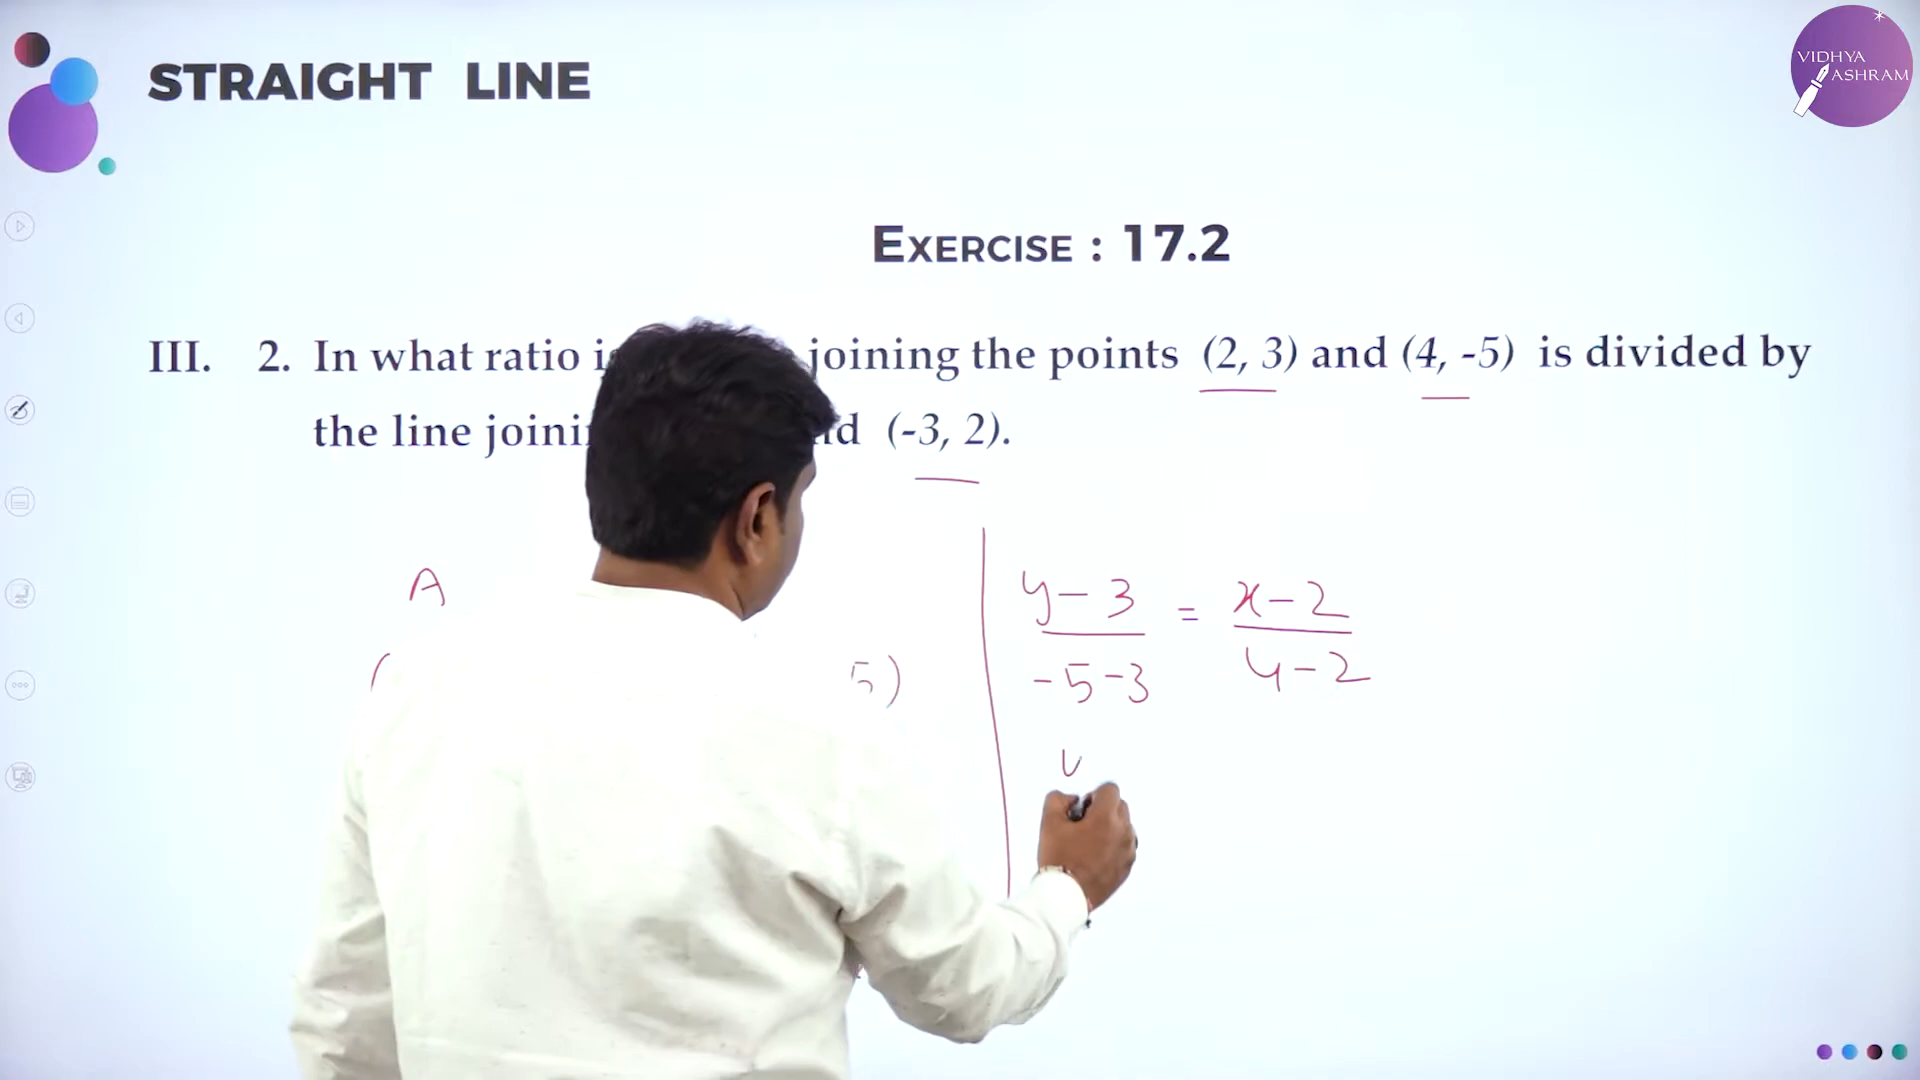 STRAIGHT LINE
VIDHYA
ASHRAM
EXERCISE : 17.2
III. 2. In what ratio joining the points (2, 3) and (4, -5) is divided by
the line (-3, 2).
A
5)
y - 3 = x - 2
-5 - 3 4 - 2